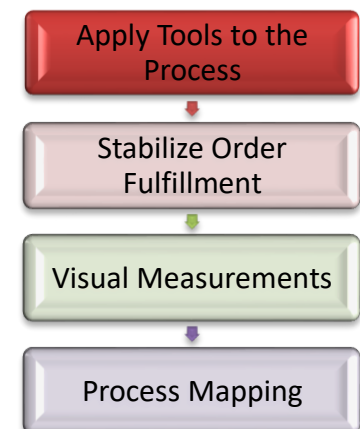 Apply Tools to the
Process
Stabilize Order
Fulfillment
Visual Measurements
Process Mapping